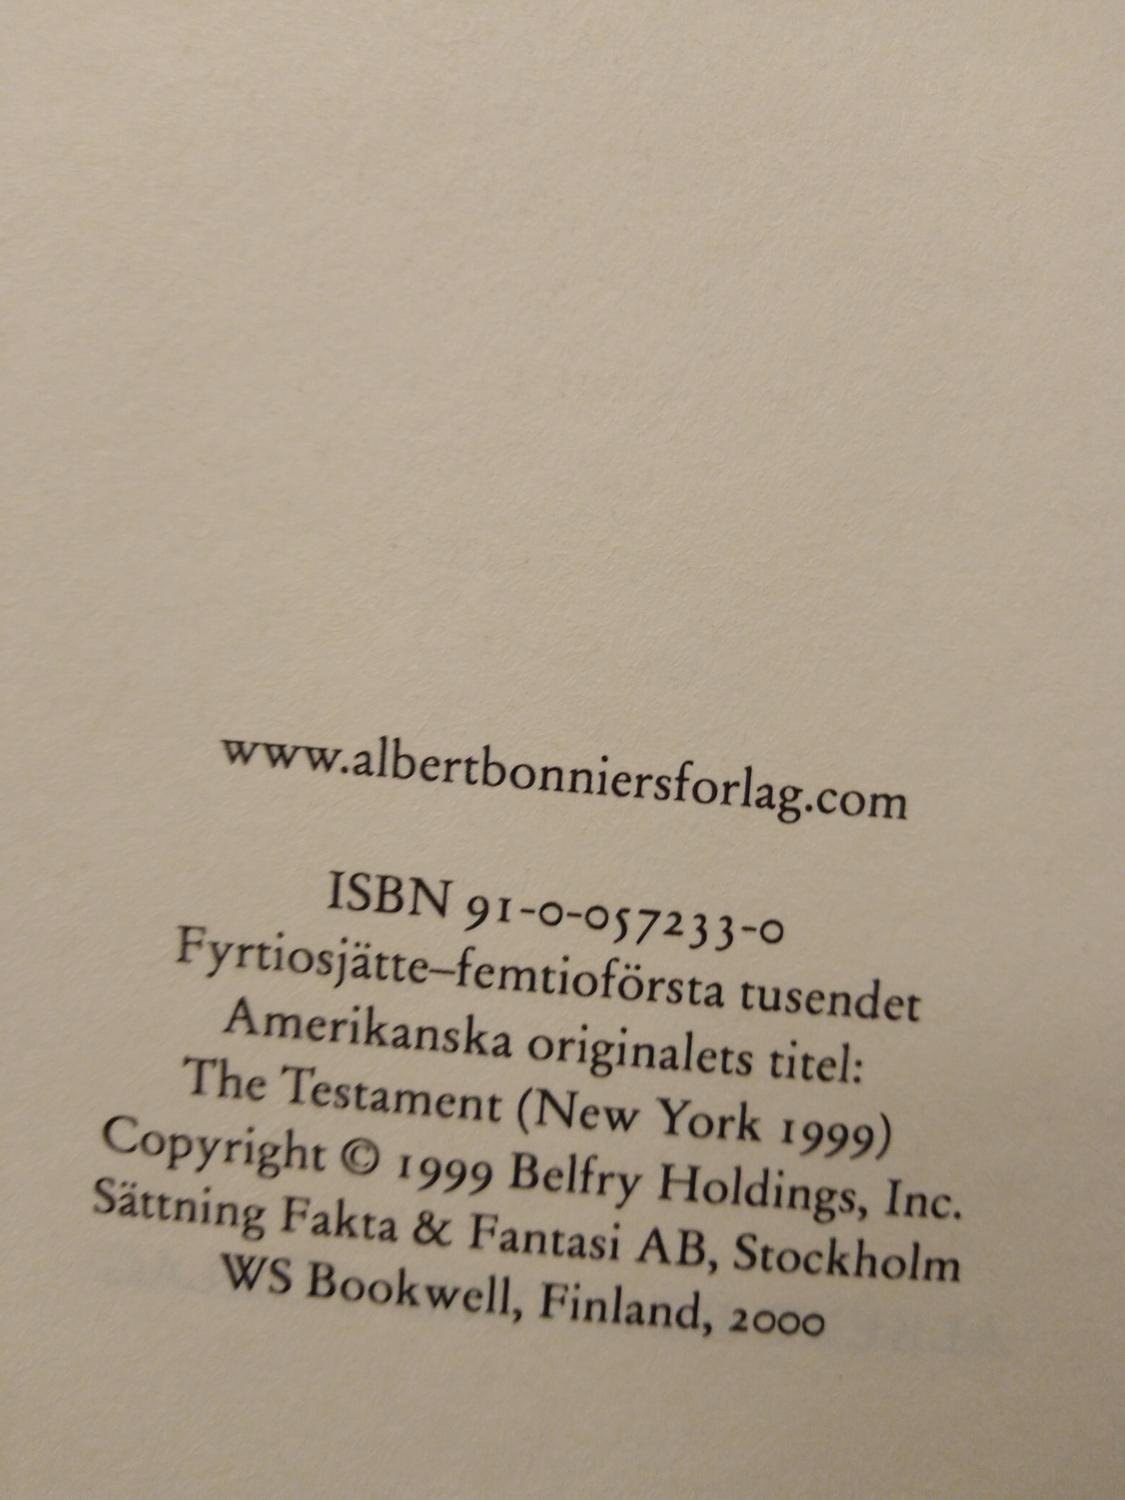 www.albertbonniersforlag.com
ISBN 91-0-057233-0
Fyrtiosjätte–femtioförsta tusendet
Amerikanska originalets titel:
The Testament (New York 1999)
Copyright © 1999 Belfry Holdings, Inc.
Sättning Fakta & Fantasi AB, Stockholm
WS Bookwell, Finland, 2000